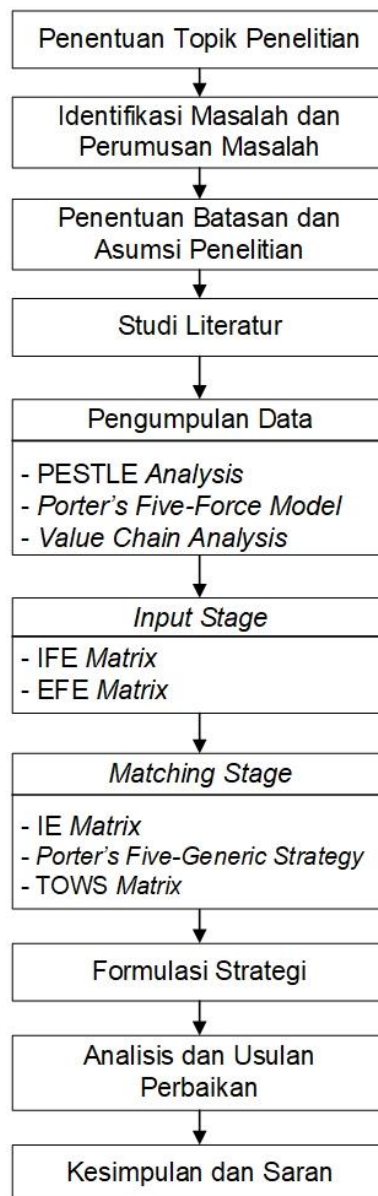 Penentuan Topik Penelitian
Identifikasi Masalah dan
Perumusan Masalah
Penentuan Batasan dan
Asumsi Penelitian
Studi Literatur
Pengumpulan Data
- PESTLE Analysis
- Porter's Five-Force Model
- Value Chain Analysis
Input Stage
- IFE Matrix
- EFE Matrix
Matching Stage
- IE Matrix
- Porter's Five-Generic Strategy
- TOWS Matrix
Formulasi Strategi
Analisis dan Usulan
Perbaikan
Kesimpulan dan Saran